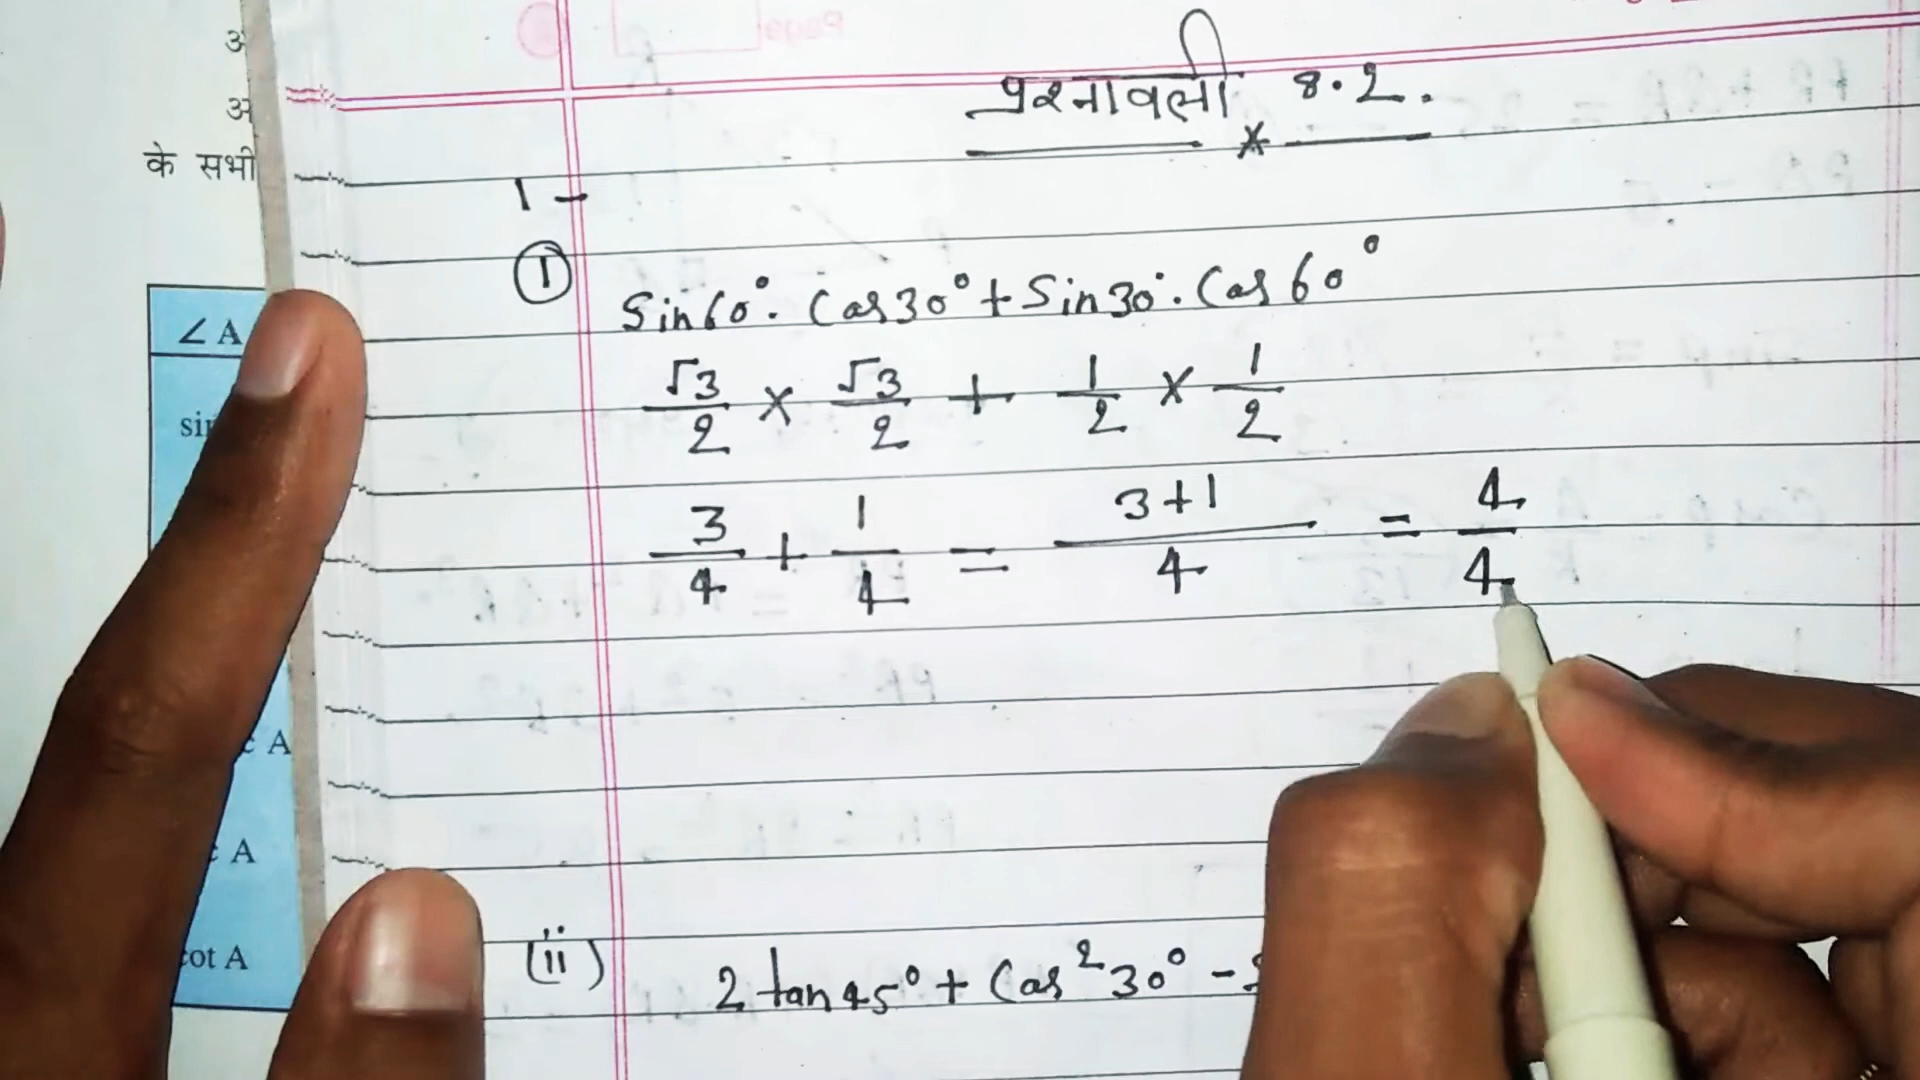 के सभी
प्रश्नावली 8.2.
1-
① Sin60°. Cos30° + Sin30°. Cos60°
√3/2 × √3/2 + 1/2 × 1/2
3/4 + 1/4 = 3+1/4 = 4/4
(ii) 2 tan45° + Cos²30° -
∠A
A
A
cot A